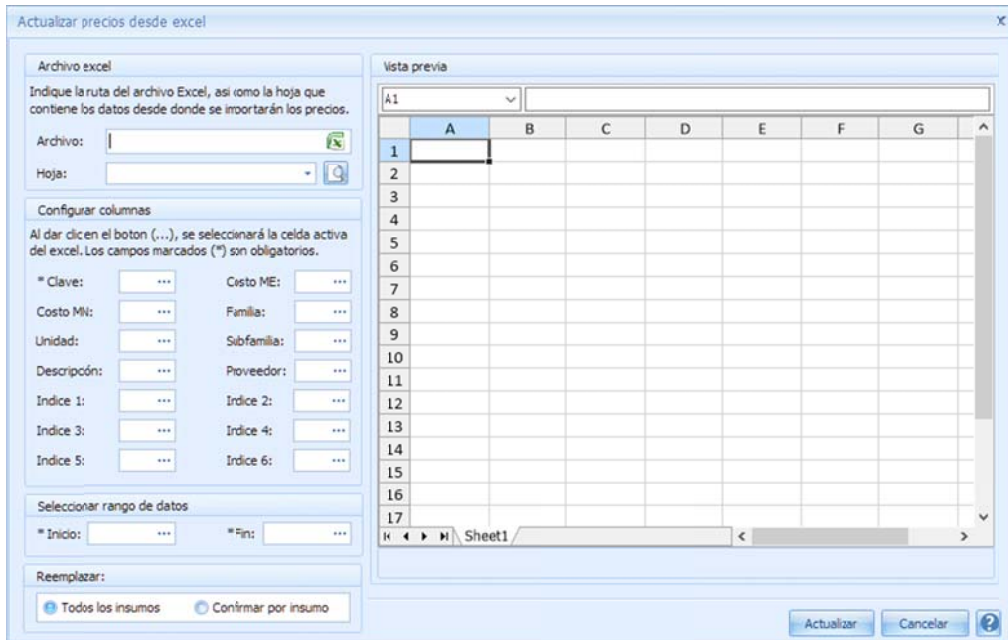 Actualizar precios desde excel
Archivo excel
Indique la ruta del archivo Excel, asi como la hoja que
contiene los datos desde donde se importarán los precios.
Archivo:
Hoja:
Configurar columnas
Al dar clic en el boton (...), se seleccionará la celda activa
del excel. Los campos marcados (*) son obligatorios.
* Clave: ... Costo ME: ...
Costo MN: ... Familia: ...
Unidad: ... Subfamilia: ...
Descripcón: ... Proveedor: ...
Indice 1: ... Indice 2: ...
Indice 3: ... Indice 4: ...
Indice 5: ... Indice 6: ...
Seleccionar rango de datos
* Inicio: ... *Fin: ...
Reemplazar:
Todos los insumos Confirmar por insumo
Vista previa
A1
A B C D E F G
1
2
3
4
5
6
7
8
9
10
11
12
13
14
15
16
17
Sheet1
Actualizar Cancelar ?